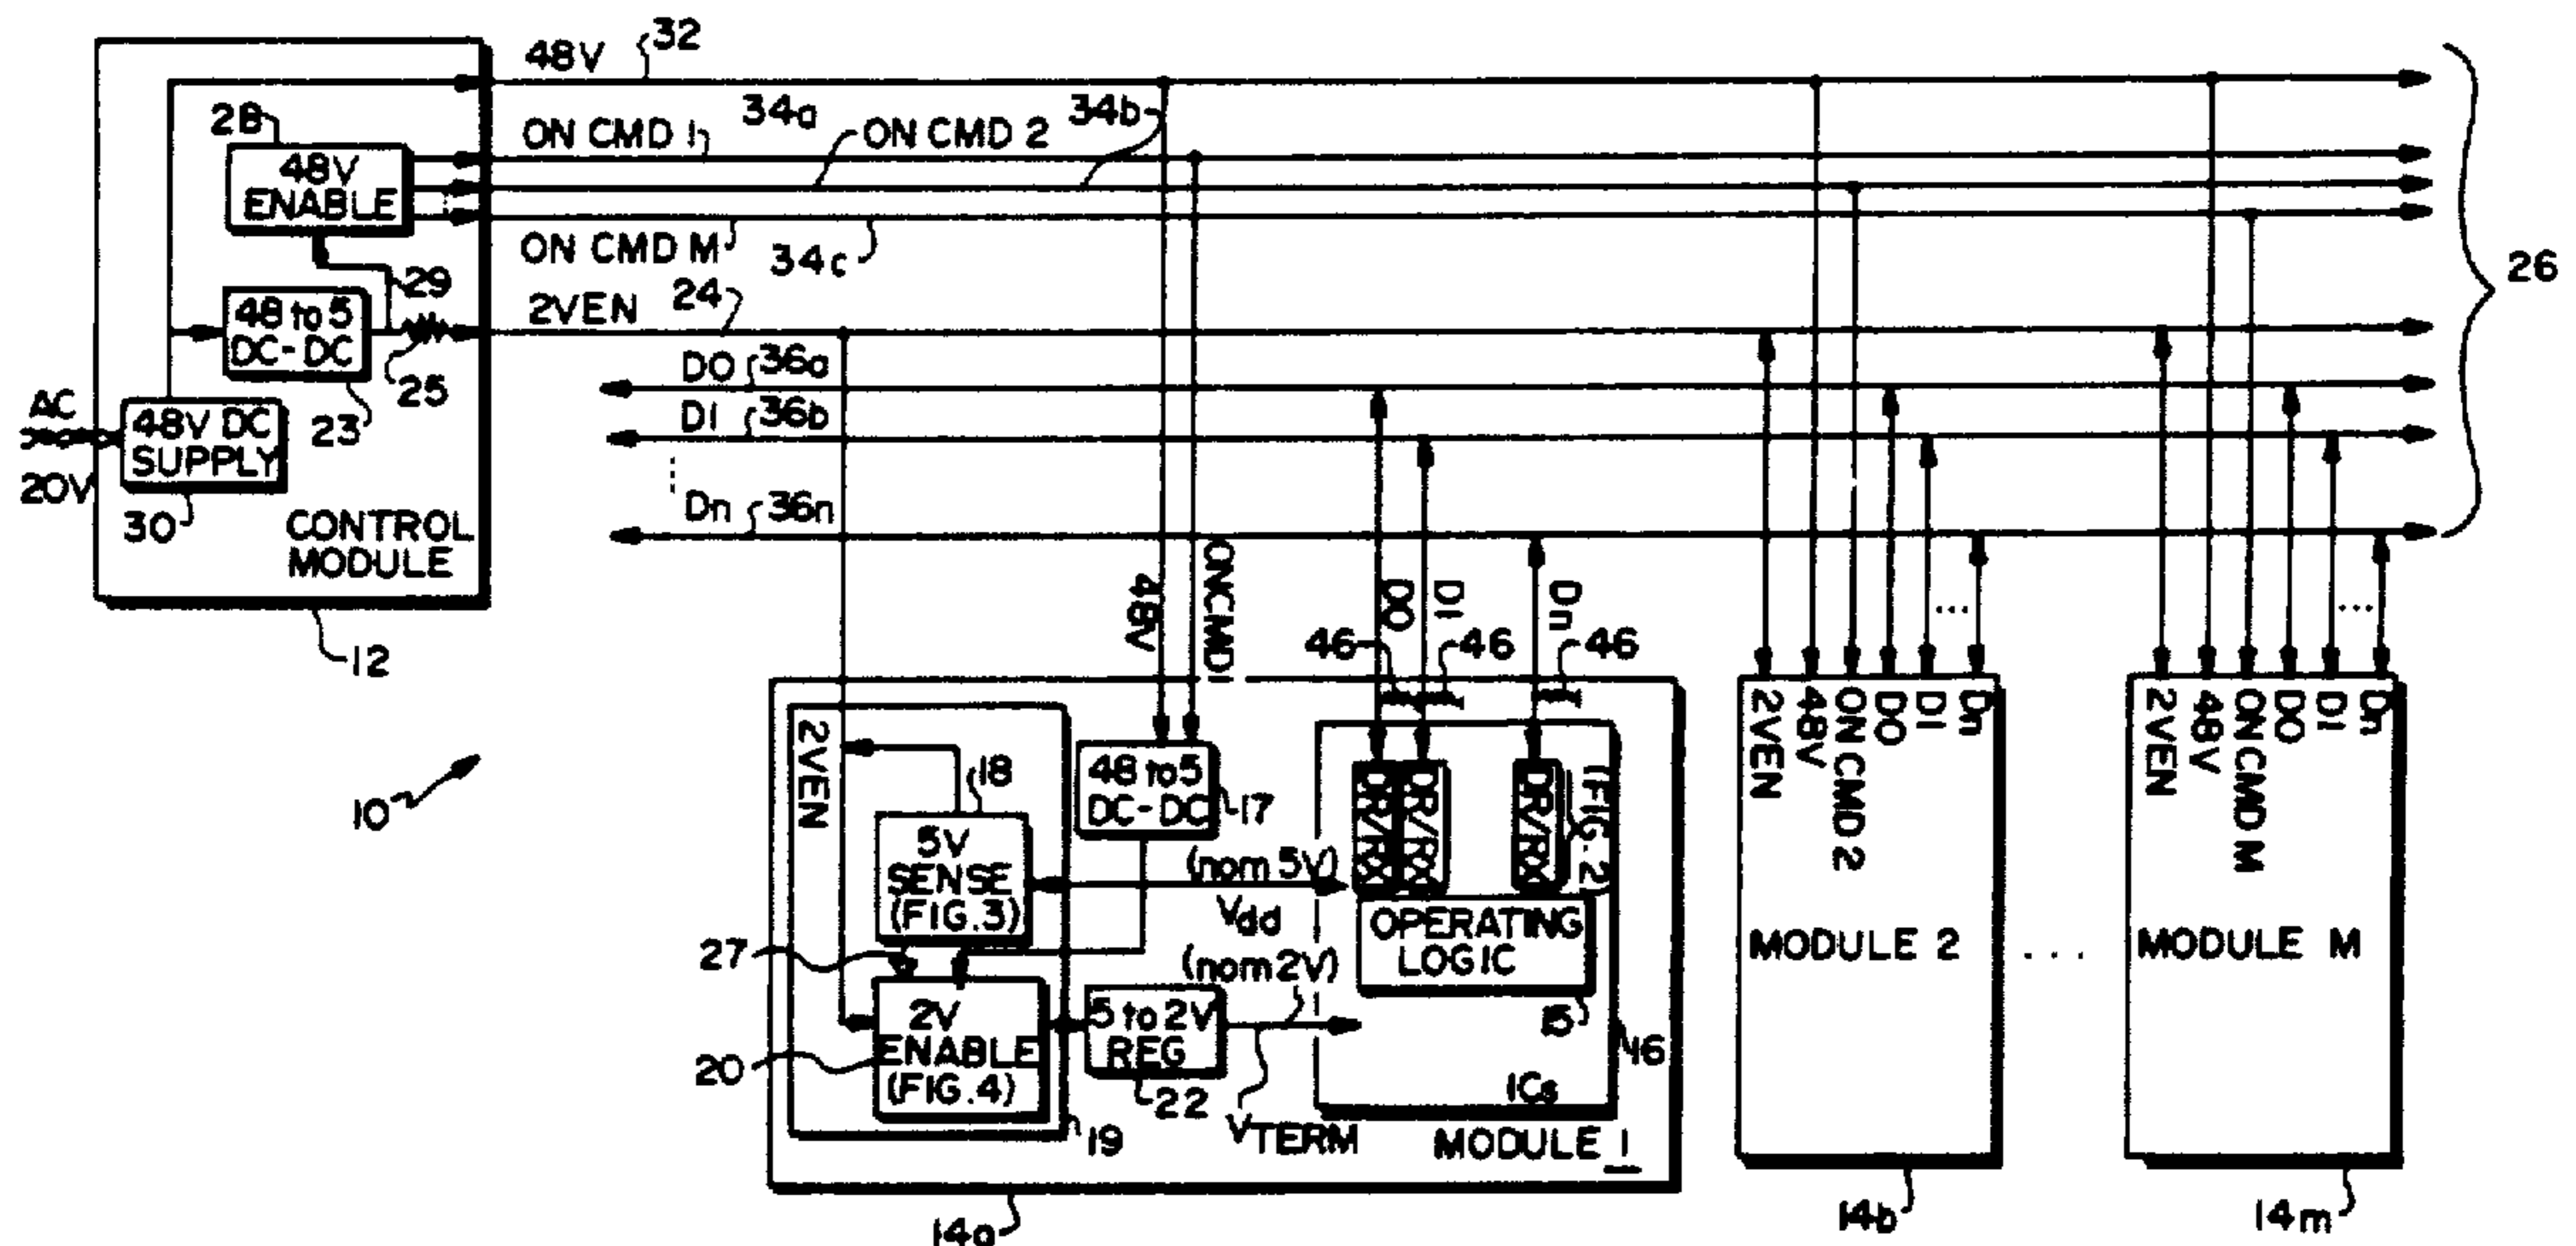 48V
32
28
34a
34b
ON CMD 1
ON CMD 2
48V
ENABLE
ON CMD M
34c
26
29
2VEN
24
48 to 5
DC-DC
25
23
D0
36a
D1
36b
Dn
36n
AC
20V
48V DC
SUPPLY
30
CONTROL
MODULE
12
10
48V
ONCMD1
D0
D1
Dn
46
46
46
2VEN
18
5V
SENSE
(FIG.3)
48 to 5
DC-DC
17
(nom 5V)
Vdd
(nom 2V)
DR/RX
DR/RX
DR/RX
(FIG.2)
OPERATING
LOGIC
15
27
2V
ENABLE
(FIG.4)
20
19
5 to 2V
REG
22
VTERM
ICs
16
MODULE 1
14a
2VEN
48V
ON CMD 2
D0
D1
...
Dn
MODULE 2
14b
....
2VEN
48V
ON CMD M
D0
D1
...
Dn
MODULE M
14m